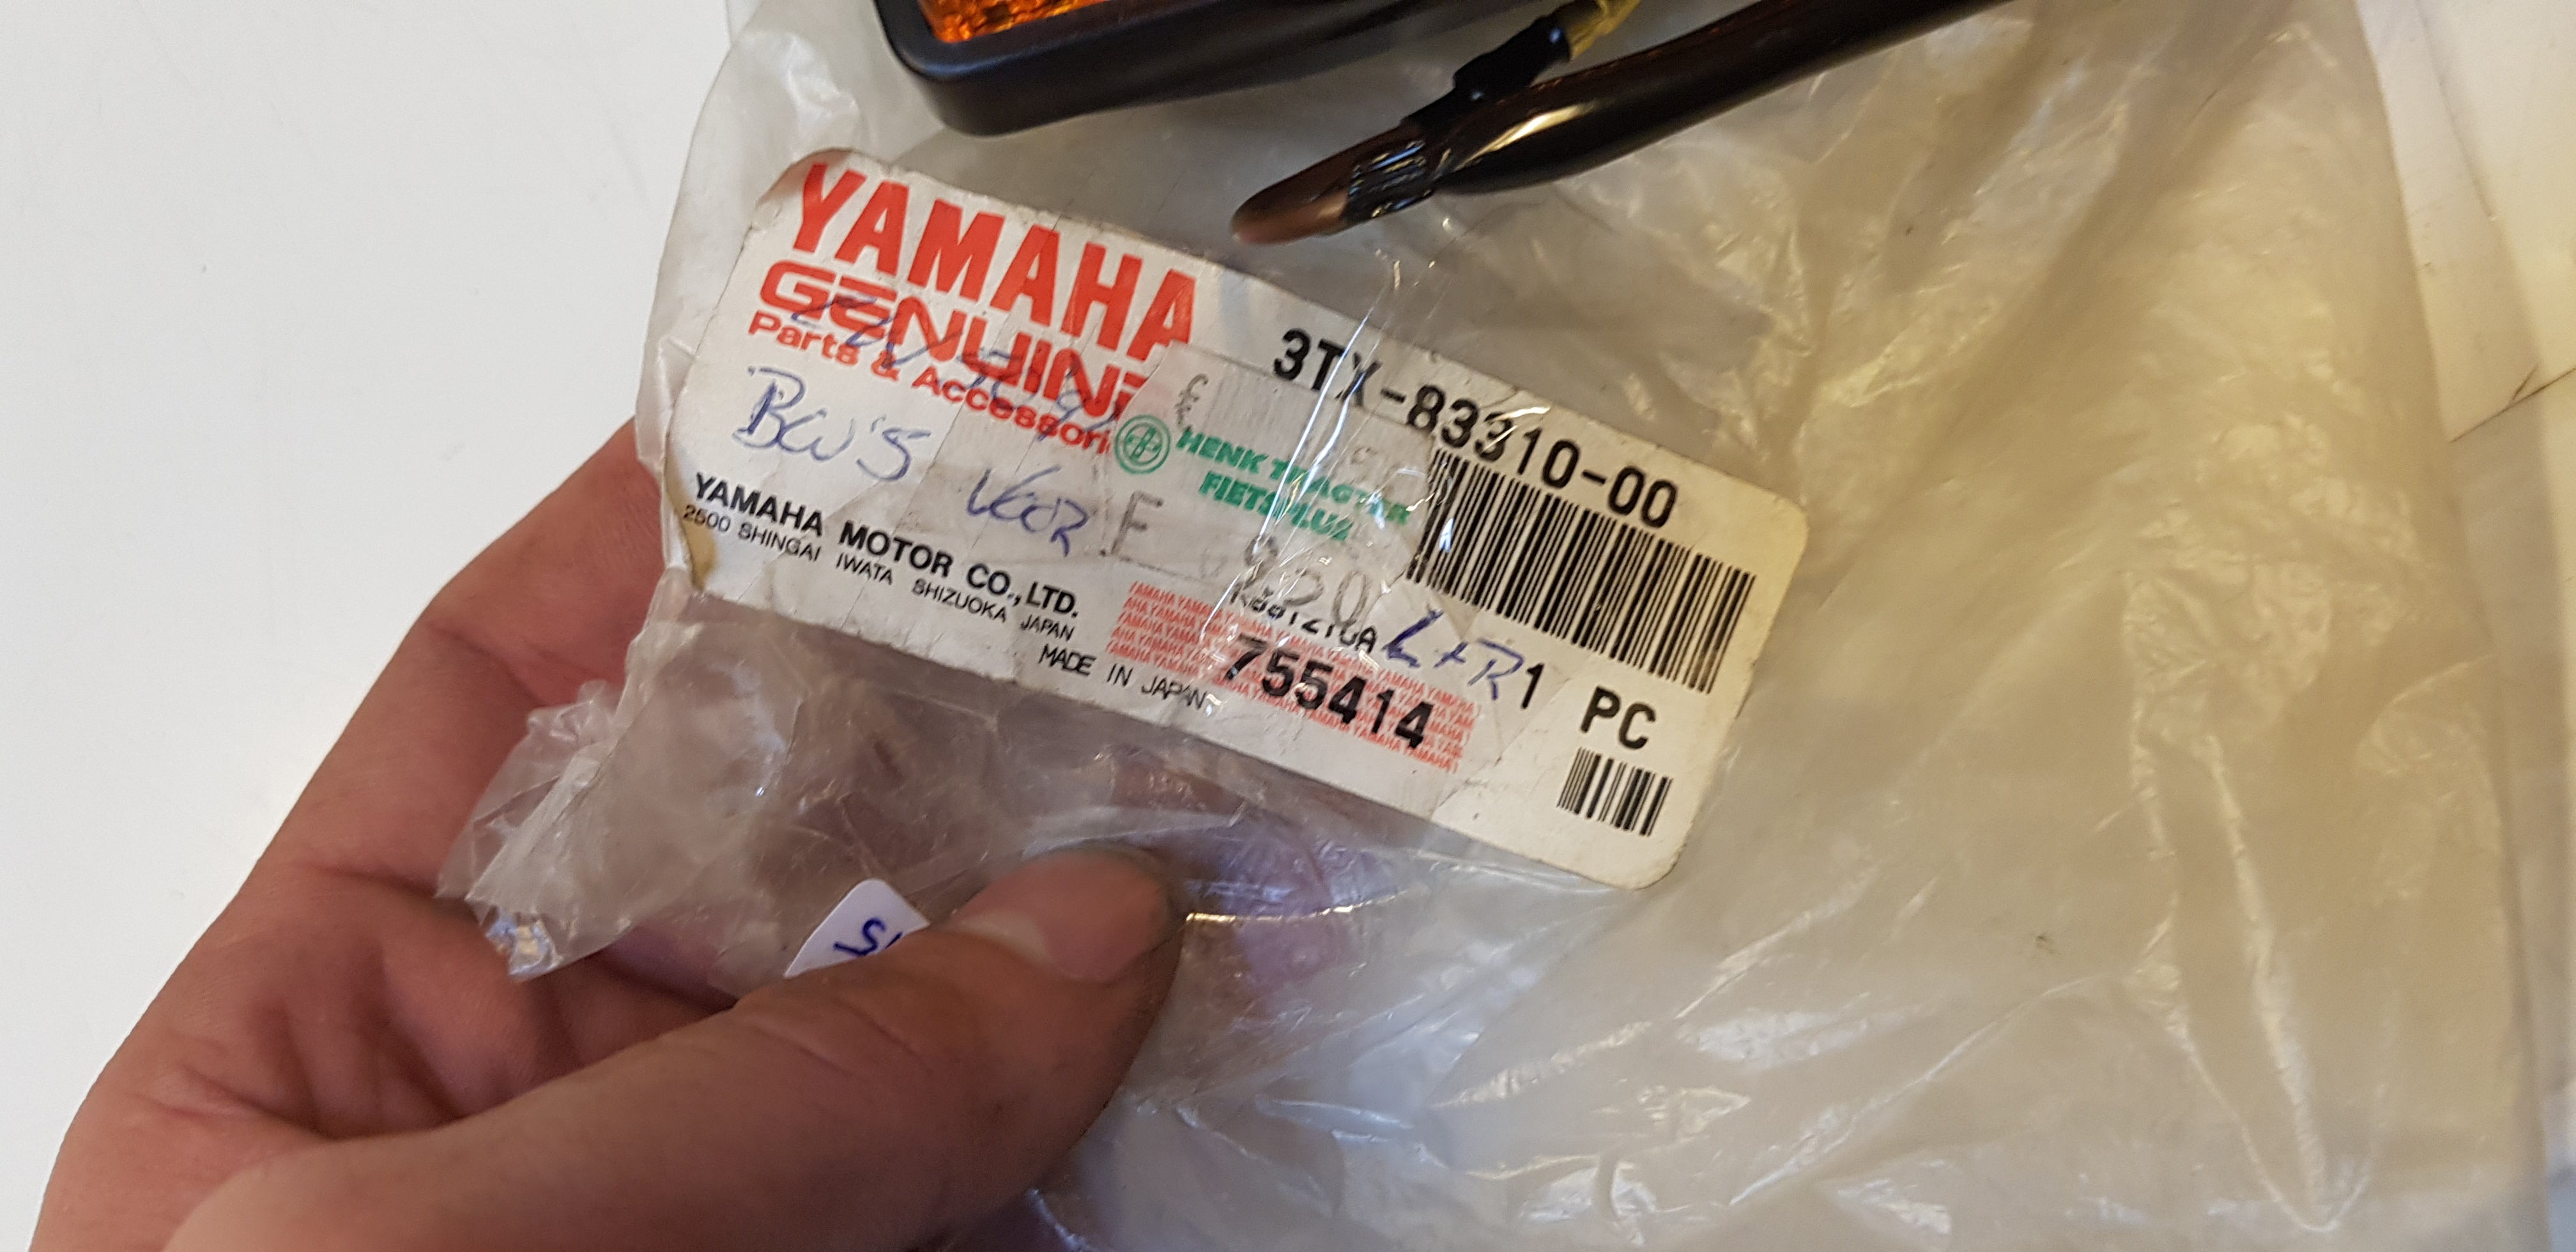 YAMAHA
GENUINE
Parts & Accessori
3TX-83310-00
BW'S VOOR
HENK T
FIETSPLUS
E
YAMAHA MOTOR CO., LTD.
2500 SHINGAI IWATA SHIZUOKA JAPAN
MADE IN JAPAN
L+R
1 PC
755414